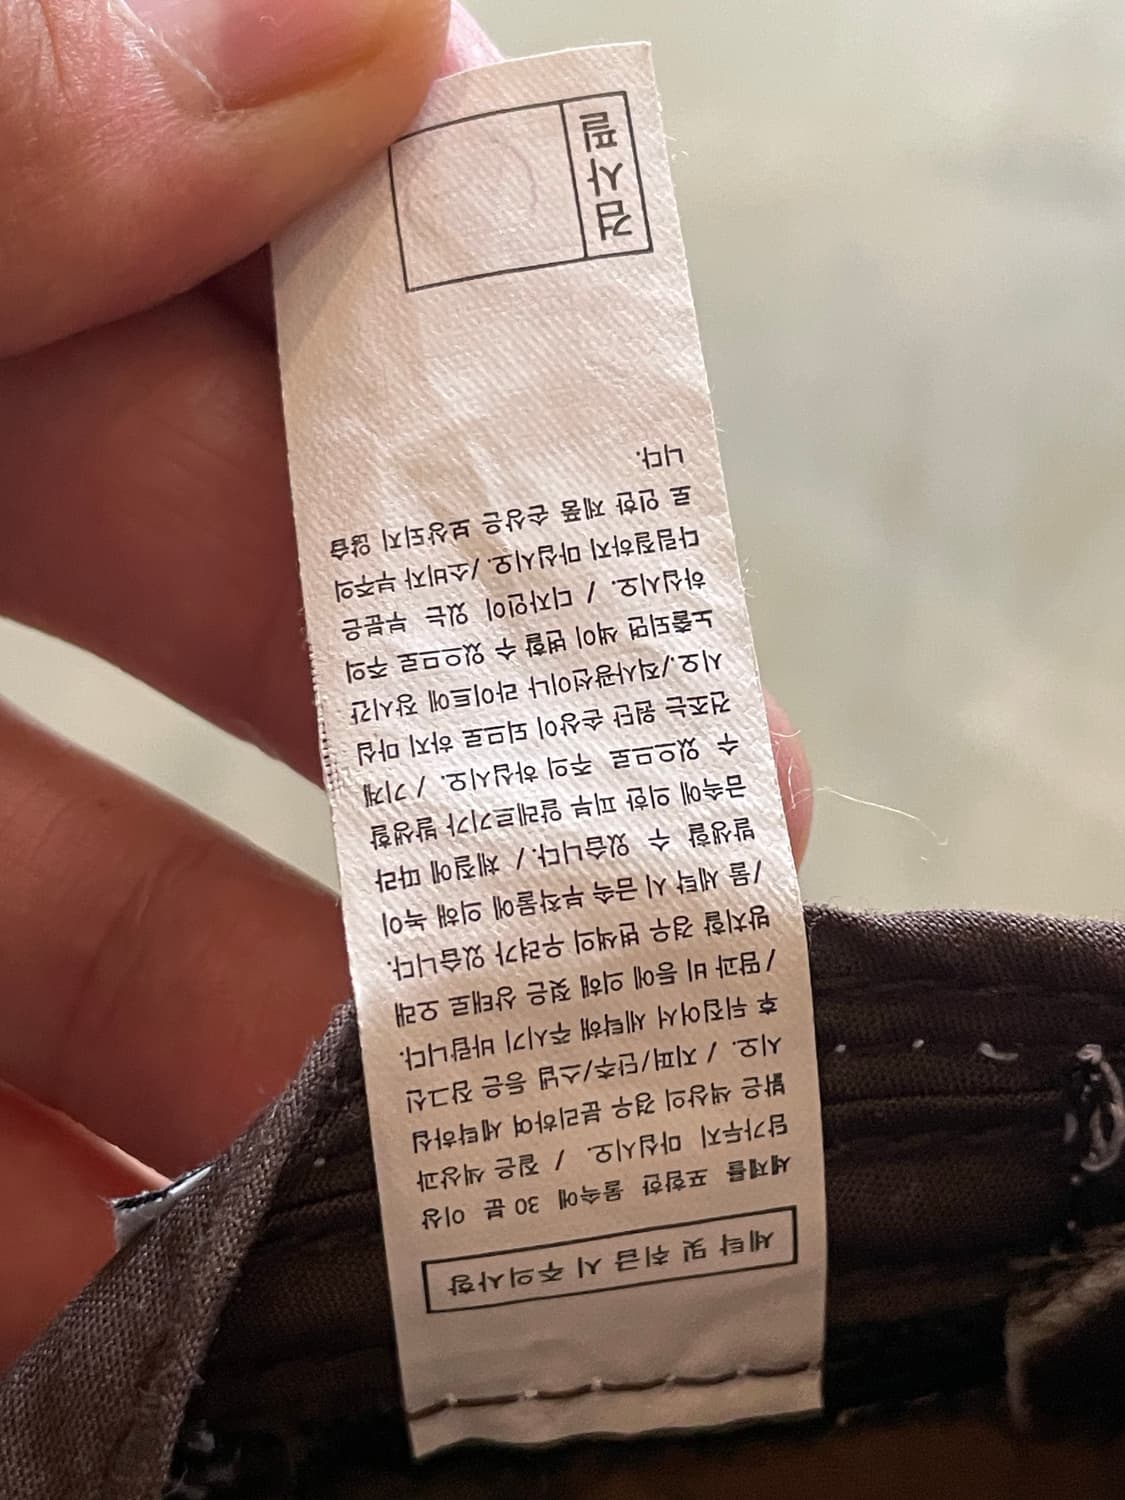 세탁 및 취급 시 주의사항
세제를 포함한 물속에 30 분 이상
담가두지 마십시오. / 짙은 색상과
밝은 색상의 경우 분리하여 세탁하십
시오. / 지퍼/단추/스냅 등은 잠그신
후 뒤집어서 세탁해 주시기 바랍니다.
/땀과 비 등에 의해 젖은 상태로 오래
방치할 경우 변색의 우려가 있습니다.
/물 세탁 시 금속 부착물에 의해 녹이
발생할 수 있습니다./ 체질에 따라
금속에 의한 피부 알레르기가 발생할
수 있으므로 주의 하십시오. / 기계
건조는 원단 손상이 되므로 하지 마십
시오./직사광선이나 라이트에 장시간
노출되면 색이 변할 수 있으므로 주의
하십시오. / 디자인이 있는 부분은
다림질하지 마십시오./소비자 부주의
로 인한 제품 손상은 보상되지 않습
니다.
검사필